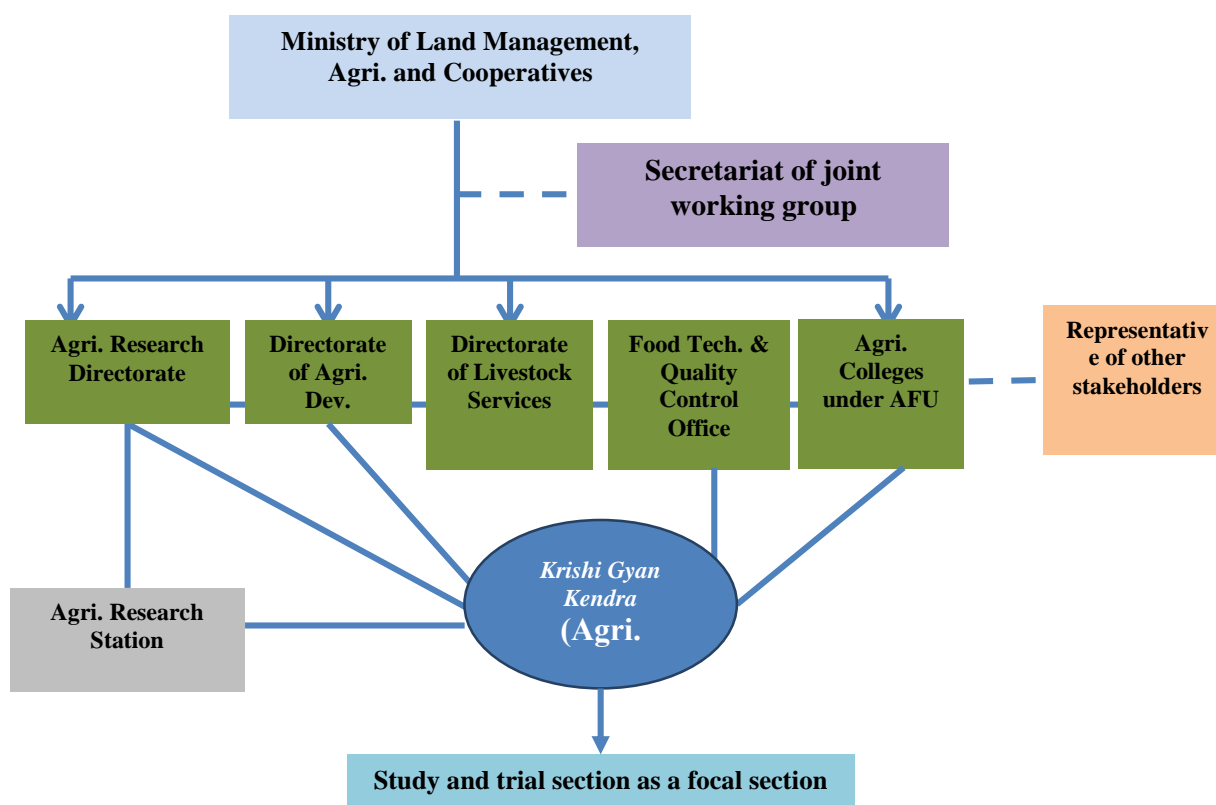 Ministry of Land Management,
Agri. and Cooperatives
Secretariat of joint
working group
Agri. Research
Directorate
Directorate
of Agri.
Dev.
Directorate
of Livestock
Services
Food Tech. &
Quality
Control
Office
Agri.
Colleges
under AFU
Representativ
e of other
stakeholders
Krishi Gyan
Kendra
(Agri.
Agri. Research
Station
Study and trial section as a focal section